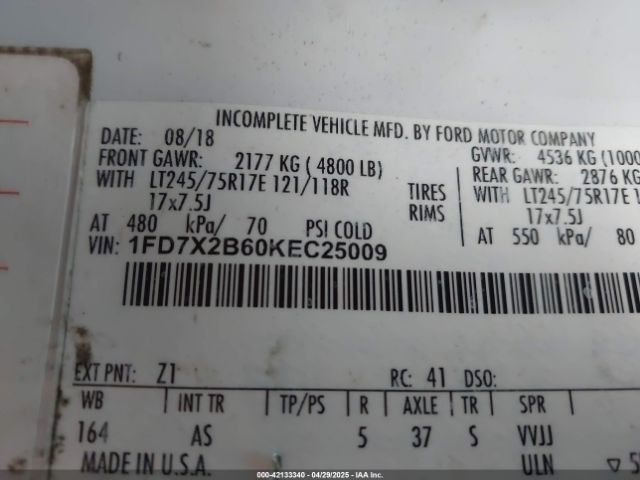 INCOMPLETE VEHICLE MFD. BY FORD MOTOR COMPANY
DATE: 08/18 GVWR: 4536 KG (1000
FRONT GAWR: 2177 KG ( 4800 LB) REAR GAWR: 2876 KG
WITH LT245/75R17E 121/118R TIRES WITH LT245/75R17E
17x7.5J RIMS 17x7.5J
AT 480 kPa/ 70 PSI COLD AT 550 kPa/ 80
VIN: 1FD7X2B60KEC25009
EXT PNT: Z1 RC: 41 DSO:
WB INT TR TP/PS R AXLE TR SPR
164 AS 5 37 S VVJJ
MADE IN U.S.A. ULN ▽ 5
000-42133340 - 04/29/2025 - IAAI.COM